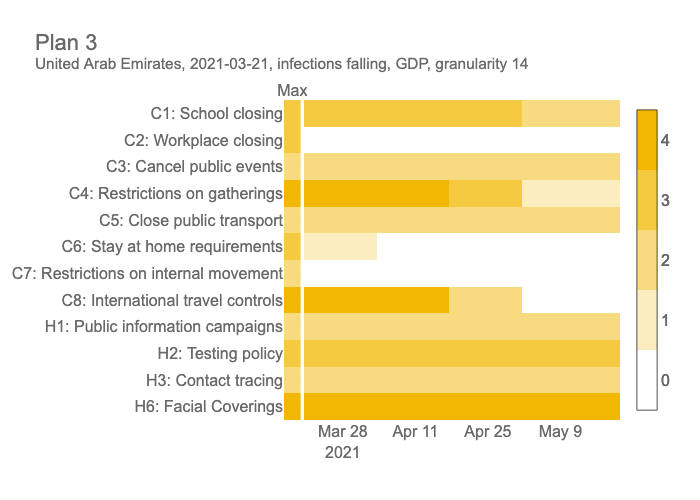 Plan 3
United Arab Emirates, 2021-03-21, infections falling, GDP, granularity 14
Max
C1: School closing
C2: Workplace closing
C3: Cancel public events
C4: Restrictions on gatherings
C5: Close public transport
C6: Stay at home requirements
C7: Restrictions on internal movement
C8: International travel controls
H1: Public information campaigns
H2: Testing policy
H3: Contact tracing
H6: Facial Coverings
Mar 28 Apr 11 Apr 25 May 9
2021
4
3
2
1
0